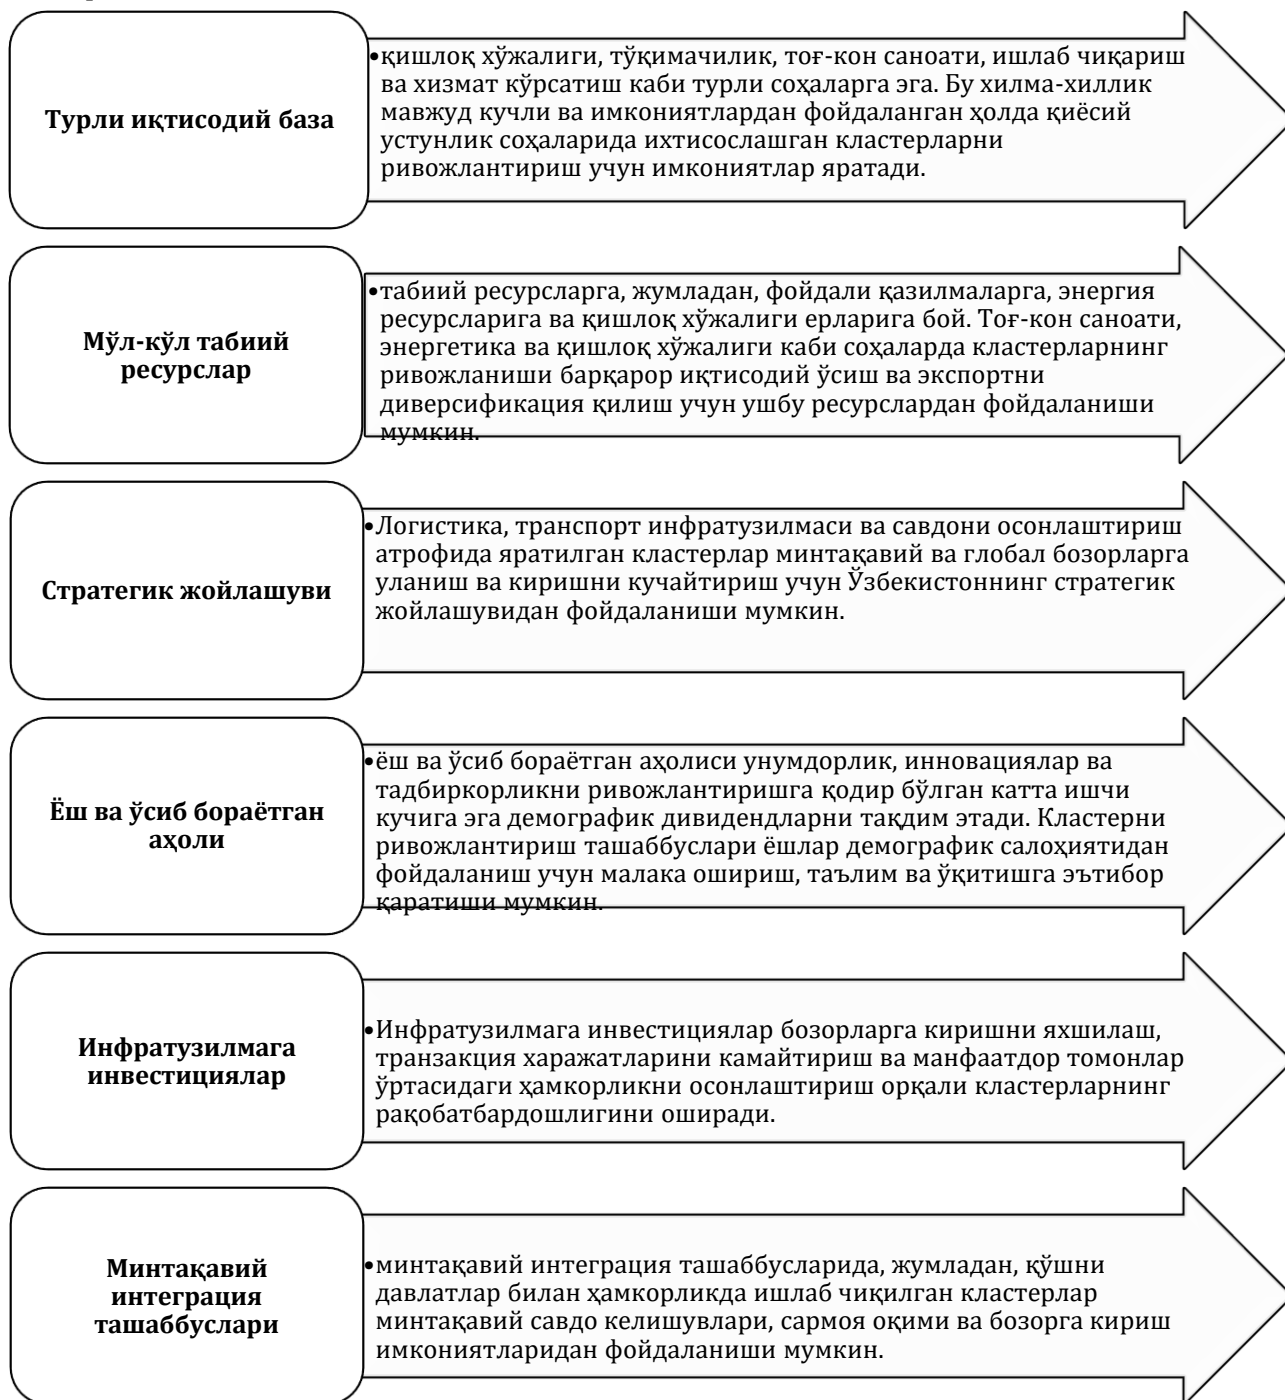 Турли иқтисодий база
•қишлоқ хўжалиги, тўқимачилик, тоғ-кон саноати, ишлаб чиқариш
ва хизмат кўрсатиш каби турли соҳаларга эга. Бу хилма-хиллик
мавжуд кучли ва имкониятлардан фойдаланган ҳолда қиёсий
устунлик соҳаларида ихтисослашган кластерларни
ривожлантириш учун имкониятлар яратади.
Мўл-кўл табиий
ресурслар
•табиий ресурсларга, жумладан, фойдали қазилмаларга, энергия
ресурсларига ва қишлоқ хўжалиги ерларига бой. Тоғ-кон саноати,
энергетика ва қишлоқ хўжалиги каби соҳаларда кластерларнинг
ривожланиши барқарор иқтисодий ўсиш ва экспортни
диверсификация қилиш учун ушбу ресурслардан фойдаланиши
мумкин.
Стратегик жойлашуви
•Логистика, транспорт инфратузилмаси ва савдони осонлаштириш
атрофида яратилган кластерлар минтақавий ва глобал бозорларга
уланиш ва киришни кучайтириш учун Ўзбекистоннинг стратегик
жойлашувидан фойдаланиши мумкин.
Ёш ва ўсиб бораётган
аҳоли
•ёш ва ўсиб бораётган аҳолиси унумдорлик, инновациялар ва
тадбиркорликни ривожлантиришга қодир бўлган катта ишчи
кучига эга демографик дивидендларни тақдим этади. Кластерни
ривожлантириш ташаббуслари ёшлар демографик салоҳиятидан
фойдаланиш учун малака ошириш, таълим ва ўқитишга эътибор
қаратиши мумкин.
Инфратузилмага
инвестициялар
•Инфратузилмага инвестициялар бозорларга киришни яхшилаш,
транзакция харажатларини камайтириш ва манфаатдор томонлар
ўртасидаги ҳамкорликни осонлаштириш орқали кластерларнинг
рақобатбардошлигини оширади.
Минтақавий
интеграция
ташаббуслари
•минтақавий интеграция ташаббусларида, жумладан, қўшни
давлатлар билан ҳамкорликда ишлаб чиқилган кластерлар
минтақавий савдо келишувлари, сармоя оқими ва бозорга кириш
имкониятларидан фойдаланиши мумкин.